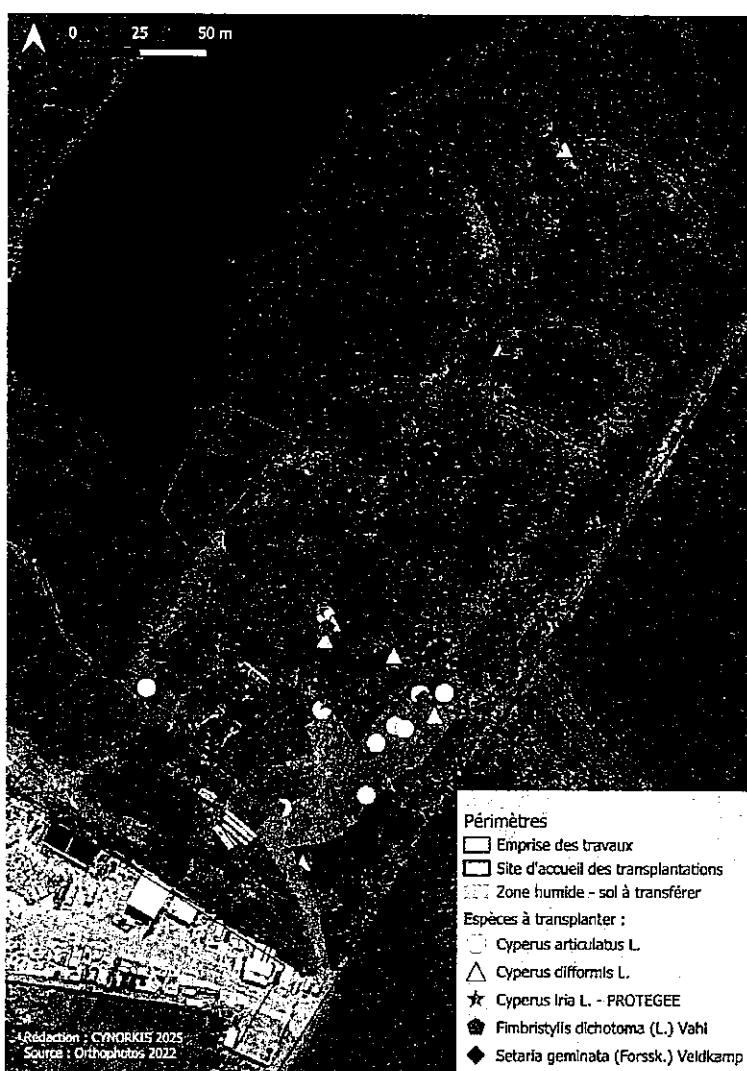 0 25 50 m
Périmètres
Emprise des travaux
Site d'accueil des transplantations
Zone humide - sol à transférer
Espèces à transplanter :
Cyperus articulatus L.
Cyperus difformis L.
Cyperus iria L. - PROTEGEE
Fimbristylis dichotoma (L.) Vahl
Setaria geminata (Forssk.) Veldkamp
Rédaction : CYNORKIS 2025
Source : Orthophotos 2022